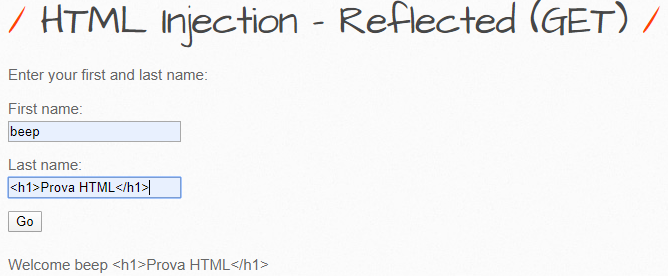 / HTML Injection - Reflected (GET) /
Enter your first and last name:
First name:
beep
Last name:
<h1>Prova HTML</h1>
Go
Welcome beep <h1>Prova HTML</h1>